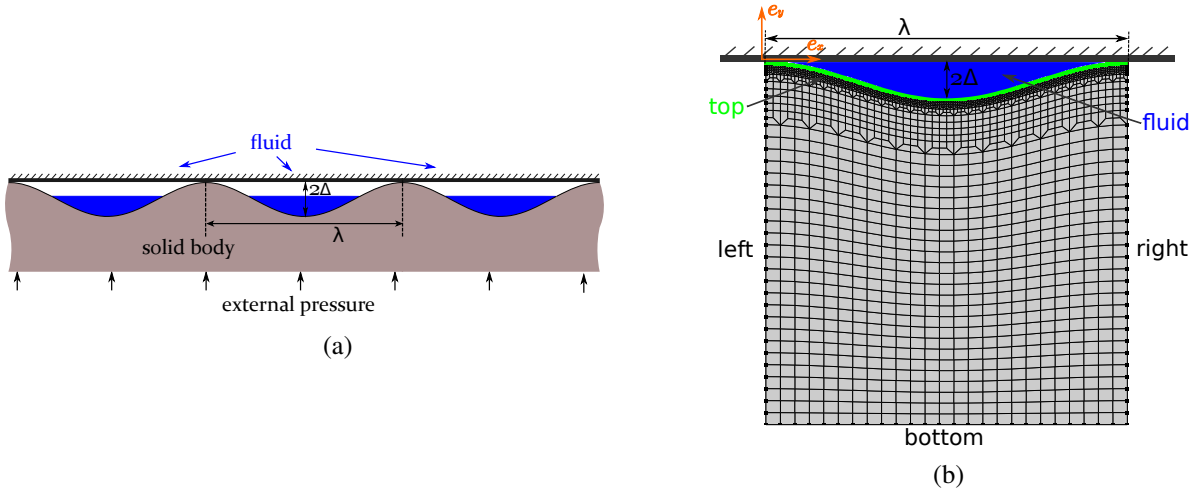 fluid
2Δ
λ
solid body
external pressure
(a)
e_y
λ
e_x
2Δ
top
fluid
left
right
bottom
(b)